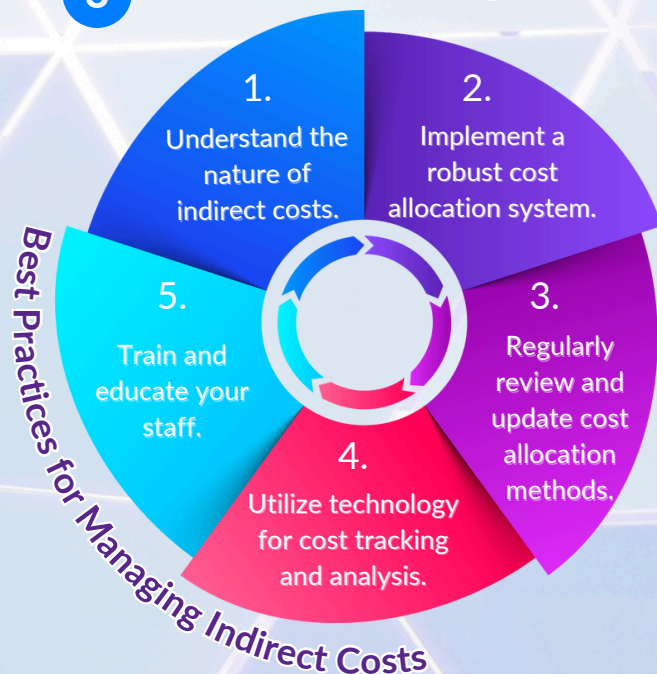 1.
Understand the
nature of
indirect costs.
2.
Implement a
robust cost
allocation system.
3.
Regularly
review and
update cost
allocation
methods.
4.
Utilize technology
for cost tracking
and analysis.
5.
Train and
educate your
staff.
Best Practices for Managing Indirect Costs